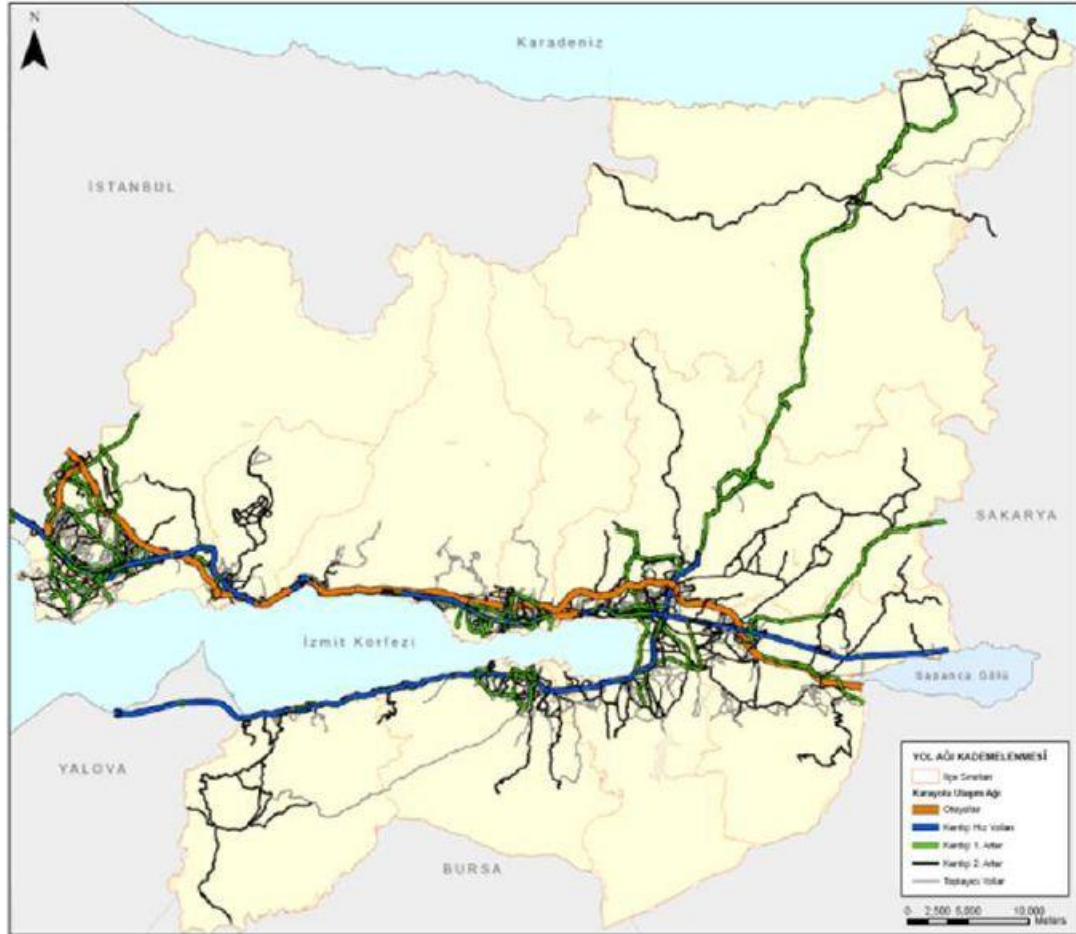 N
Karadeniz
İSTANBUL
SAKARYA
İzmit Körfezi
Sapanca Gölü
YALOVA
BURSA
YOL AĞI KADEMELENMESİ
İlçe Sınırları
Karayolu Ulaşım Ağı
Otoyollar
Kentiçi Hız Yolları
Kentiçi 1. Arter
Kentiçi 2. Arter
Toplayıcı Yollar
0 2.500 5.000 10.000
Meters